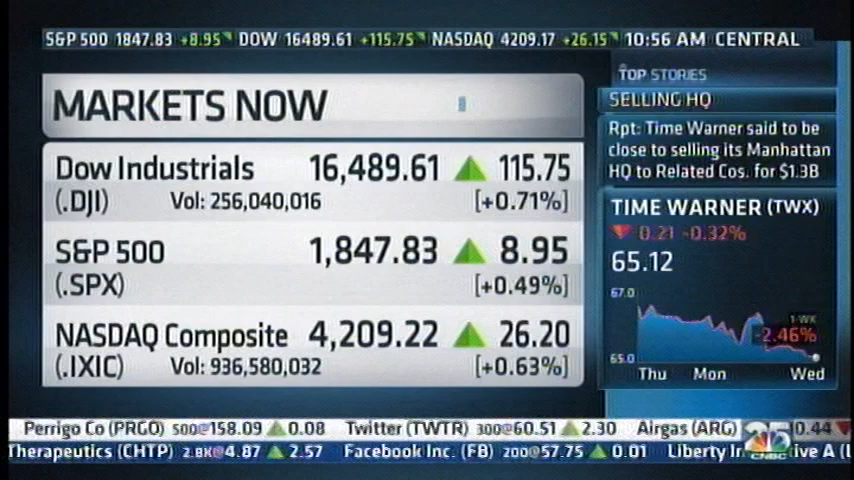 S&P 500 1847.83 +8.95 DOW 16489.61 +115.75 NASDAQ 4209.17 +26.15 10:56 AM CENTRAL
MARKETS NOW
Dow Industrials 16,489.61 115.75
(.DJI) Vol: 256,040,016 [+0.71%]
S&P 500 1,847.83 8.95
(.SPX) [+0.49%]
NASDAQ Composite 4,209.22 26.20
(.IXIC) Vol: 936,580,032 [+0.63%]
TOP STORIES
SELLING HQ
Rpt: Time Warner said to be
close to selling its Manhattan
HQ to Related Cos. for $1.3B
TIME WARNER (TWX)
0.21 -0.32%
65.12
67.0
1-WK
-2.46%
65.0
Thu Mon Wed
Perrigo Co (PRGO) 500@158.09 0.08 Twitter (TWTR) 300@60.51 2.30 Airgas (ARG) 0.44
Therapeutics (CHTP) 2.8K@4.87 2.57 Facebook Inc. (FB) 200@57.75 0.01 Liberty In ive A (L
25
CNBC